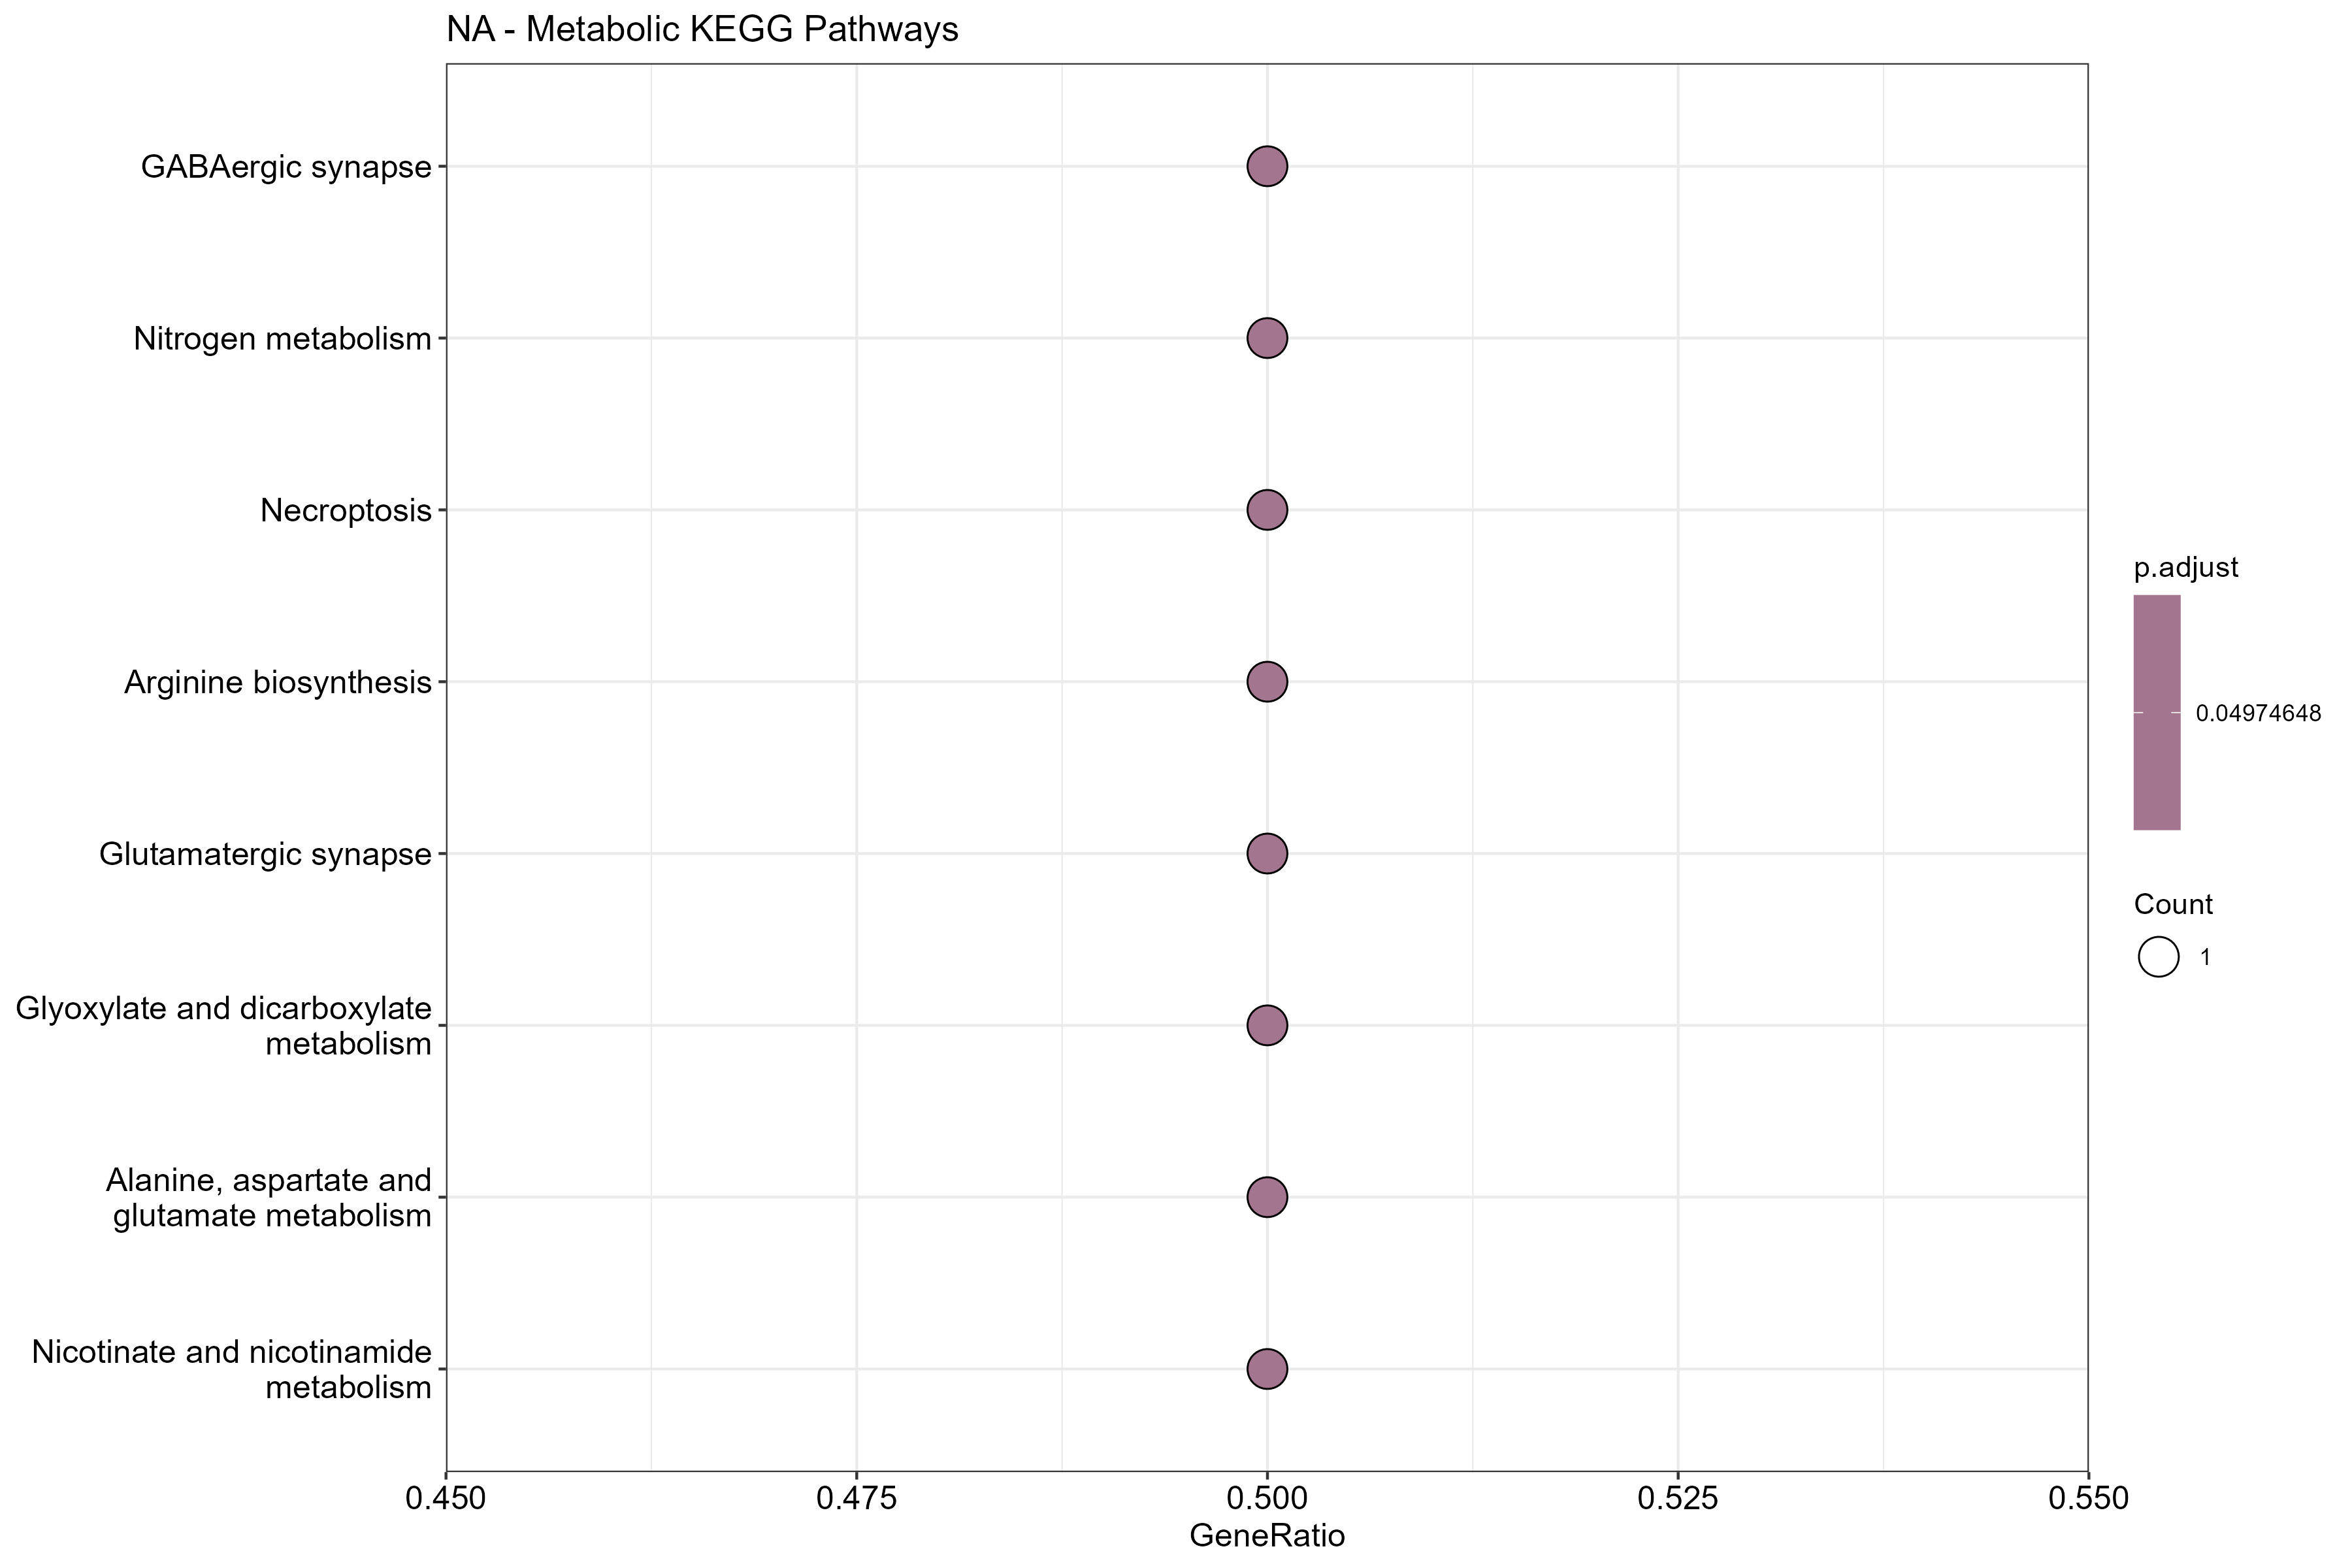 NA - Metabolic KEGG Pathways
GABAergic synapse
Nitrogen metabolism
Necroptosis
Arginine biosynthesis
Glutamatergic synapse
Glyoxylate and dicarboxylate
metabolism
Alanine, aspartate and
glutamate metabolism
Nicotinate and nicotinamide
metabolism
0.450
0.475
0.500
0.525
0.550
GeneRatio
p.adjust
0.04974648
Count
1